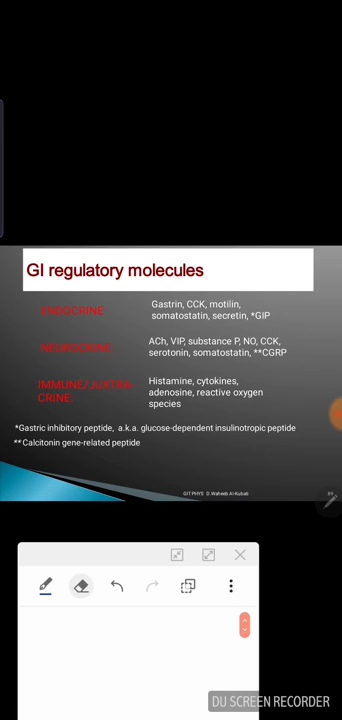 GI regulatory molecules
ENDOCRINE
Gastrin, CCK, motilin,
somatostatin, secretin, *GIP
NEUROCRINE:
ACh, VIP, substance P, NO, CCK,
serotonin, somatostatin, **CGRP
IMMUNE/JUXTRA-
CRINE:
Histamine, cytokines,
adenosine, reactive oxygen
species
*Gastric inhibitory peptide, a.k.a. glucose-dependent insulinotropic peptide
** Calcitonin gene-related peptide
GIT.PHYS D.Waheeb Al-Kubati
89
DU SCREEN RECORDER